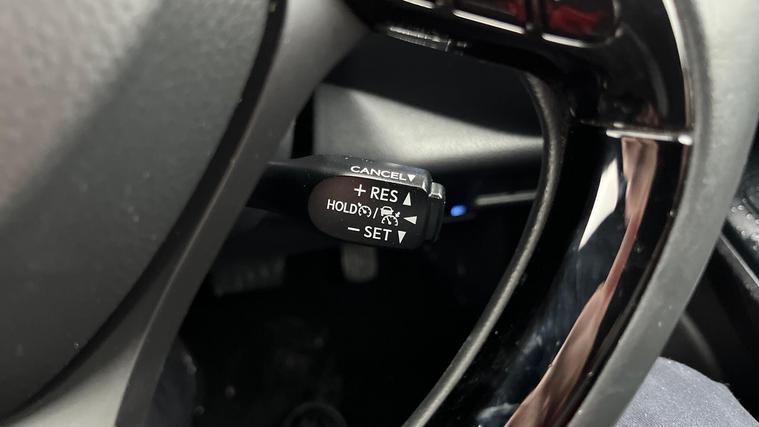 CANCEL▼
+ RES ▲
HOLD /
− SET ▼